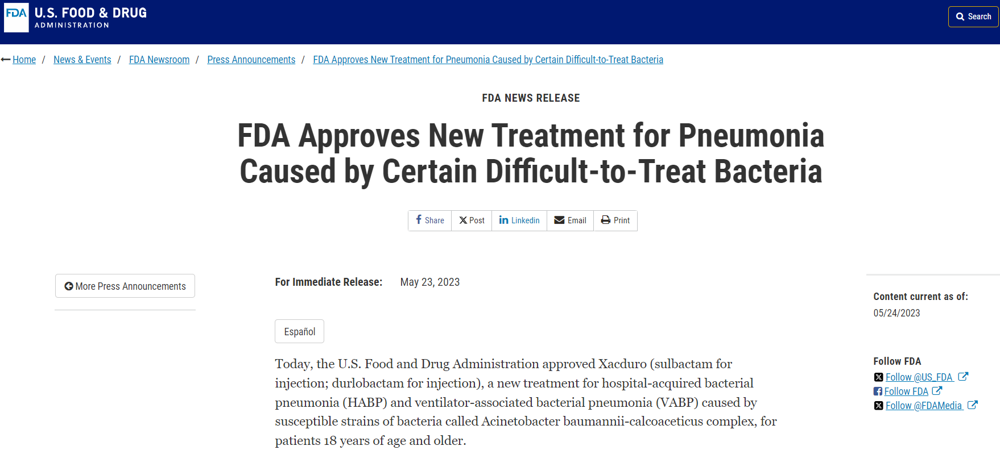 FDA U.S. FOOD & DRUG
ADMINISTRATION
Search
Home / News & Events / FDA Newsroom / Press Announcements / FDA Approves New Treatment for Pneumonia Caused by Certain Difficult-to-Treat Bacteria
FDA NEWS RELEASE
FDA Approves New Treatment for Pneumonia
Caused by Certain Difficult-to-Treat Bacteria
Share Post Linkedin Email Print
More Press Announcements
For Immediate Release: May 23, 2023
Español
Today, the U.S. Food and Drug Administration approved Xacduro (sulbactam for
injection; durlobactam for injection), a new treatment for hospital-acquired bacterial
pneumonia (HABP) and ventilator-associated bacterial pneumonia (VABP) caused by
susceptible strains of bacteria called Acinetobacter baumannii-calcoaceticus complex, for
patients 18 years of age and older.
Content current as of:
05/24/2023
Follow FDA
Follow @US_FDA
Follow FDA
Follow @FDAMedia